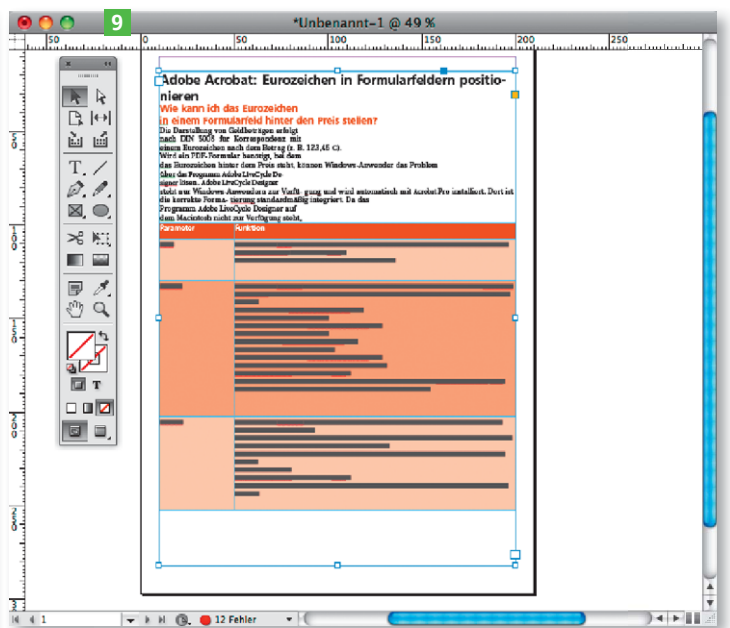 9
*Unbenannt-1 @ 49 %
50 0 50 100 150 200 250
Adobe Acrobat: Eurozeichen in Formularfeldern positio-
nieren
Wie kann ich das Eurozeichen
in einem Formularfeld hinter den Preis stellen?
Die Darstellung von Geldbeträgen erfolgt
nach DIN 5008 für Korrespondenz mit
einem Eurozeichen nach dem Betrag (z. B. 123,45 €).
Wird ein PDF-Formular benötigt, bei dem
das Eurozeichen hinter dem Preis steht, können Windows-Anwender das Problem
über das Programm Adobe LiveCycle De-
signer lösen. Adobe LiveCycle Designer
steht nur Windows-Anwendern zur Verfü- gung und wird automatisch mit Acrobat Pro installiert. Dort ist
die korrekte Forma- tierung standardmäßig integriert. Da das
Programm Adobe LiveCycle Designer auf
dem Macintosh nicht zur Verfügung steht,
Parameter Funktion
1
12 Fehler